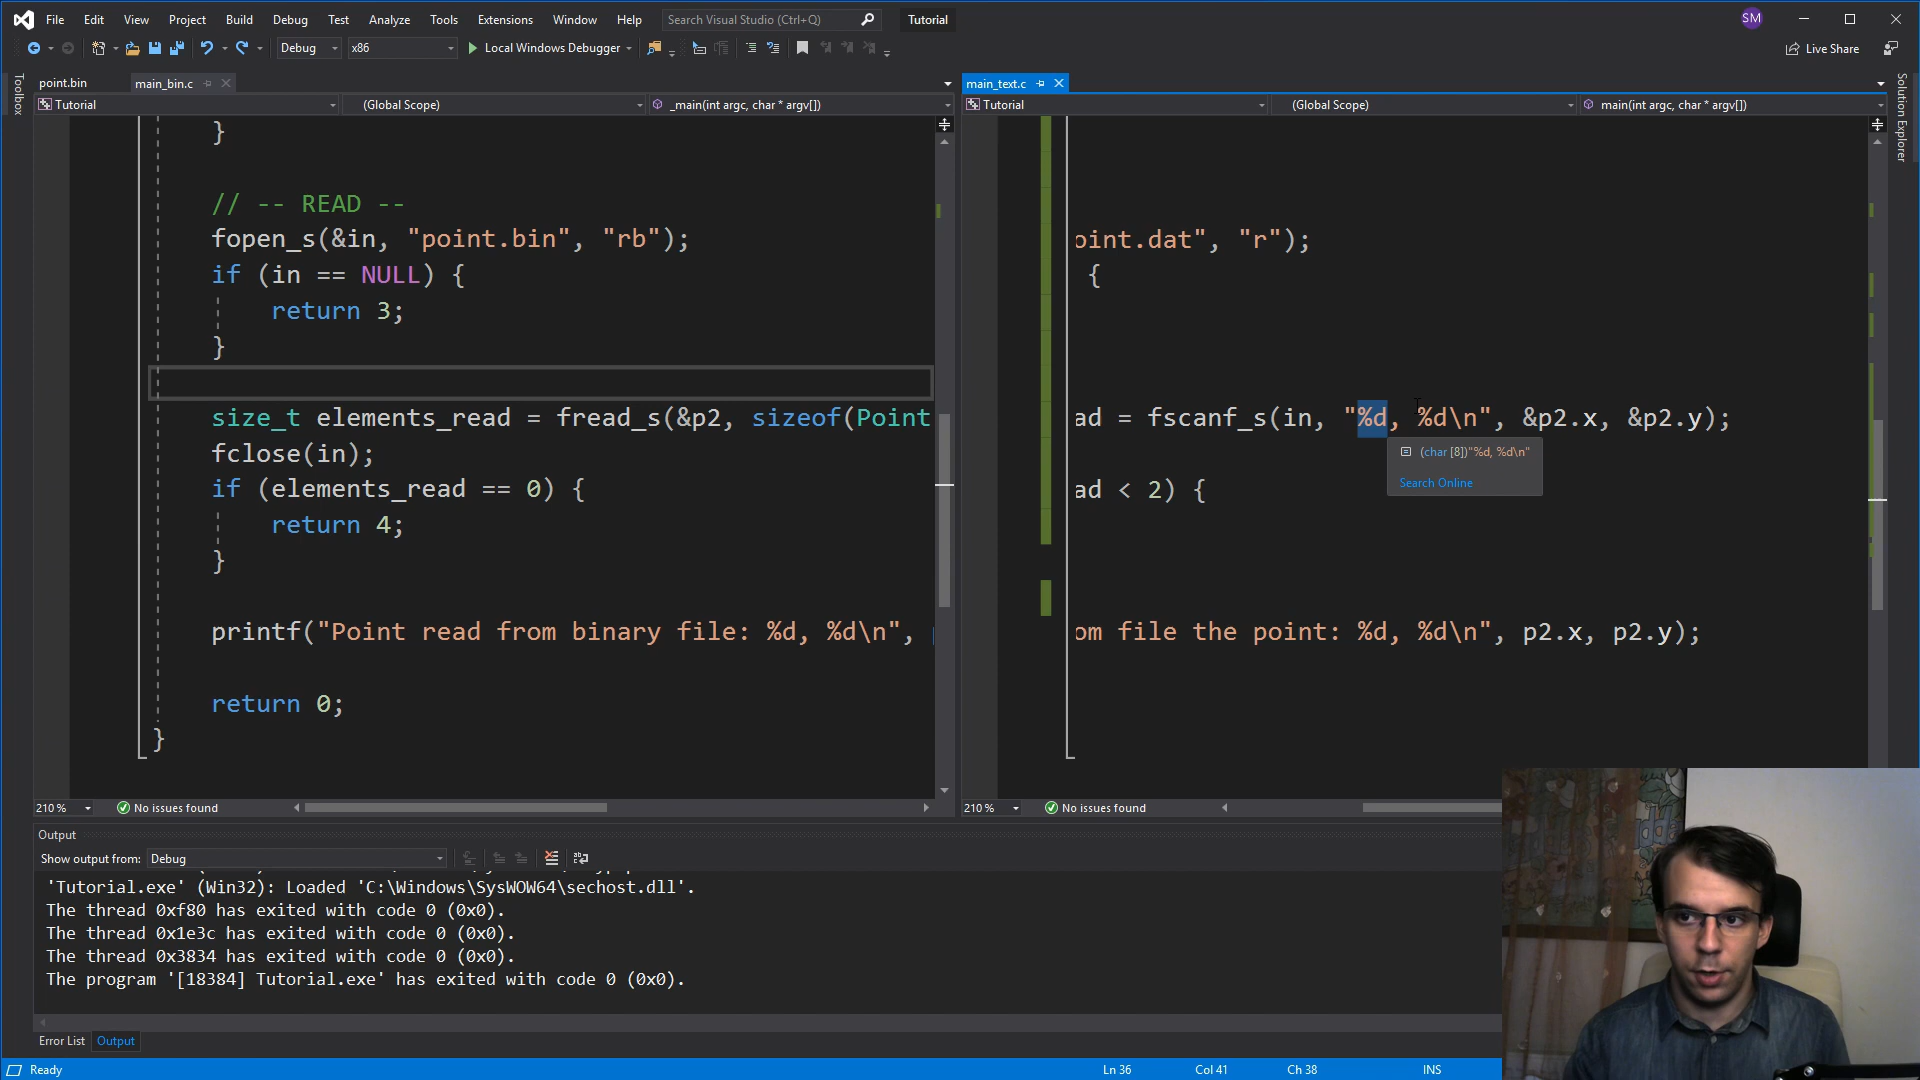 File Edit View Project Build Debug Test Analyze Tools Extensions Window Help Search Visual Studio (Ctrl+Q) Tutorial SM
Debug x86 Local Windows Debugger Live Share
Toolbox
point.bin main_bin.c
Tutorial (Global Scope) _main(int argc, char * argv[])
}
// -- READ --
fopen_s(&in, "point.bin", "rb");
if (in == NULL) {
return 3;
}
size_t elements_read = fread_s(&p2, sizeof(Point
fclose(in);
if (elements_read == 0) {
return 4;
}
printf("Point read from binary file: %d, %d\n",
return 0;
}
210 % No issues found
main_text.c
Tutorial (Global Scope) main(int argc, char * argv[])
oint.dat", "r");
{
ad = fscanf_s(in, "%d, %d\n", &p2.x, &p2.y);
(char [8])"%d, %d\n"
Search Online
ad < 2) {
om file the point: %d, %d\n", p2.x, p2.y);
210 % No issues found
Solution Explorer
Output
Show output from: Debug
'Tutorial.exe' (Win32): Loaded 'C:\Windows\SysWOW64\sechost.dll'.
The thread 0xf80 has exited with code 0 (0x0).
The thread 0x1e3c has exited with code 0 (0x0).
The thread 0x3834 has exited with code 0 (0x0).
The program '[18384] Tutorial.exe' has exited with code 0 (0x0).
Error List Output
Ready Ln 36 Col 41 Ch 38 INS